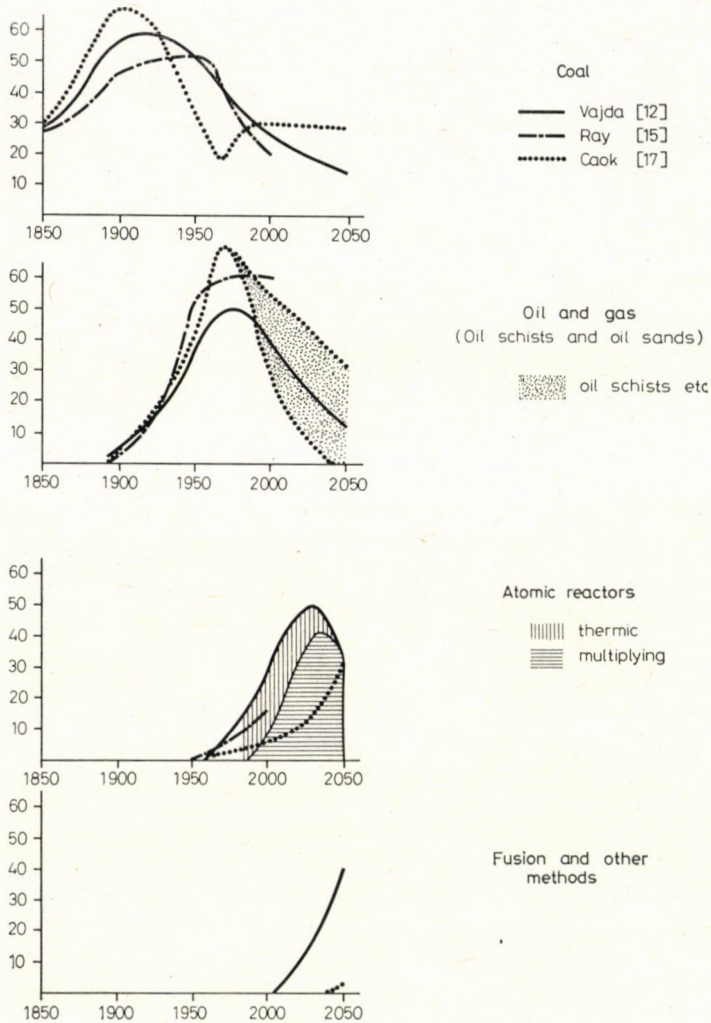 60
50
40
30
20
10
1850 1900 1950 2000 2050
Coal
Vajda [12]
Ray [15]
Caok [17]
60
50
40
30
20
10
1850 1900 1950 2000 2050
Oil and gas
(Oil schists and oil sands)
oil schists etc
60
50
40
30
20
10
1850 1900 1950 2000 2050
Atomic reactors
thermic
multiplying
60
50
40
30
20
10
1850 1900 1950 2000 2050
Fusion and other
methods